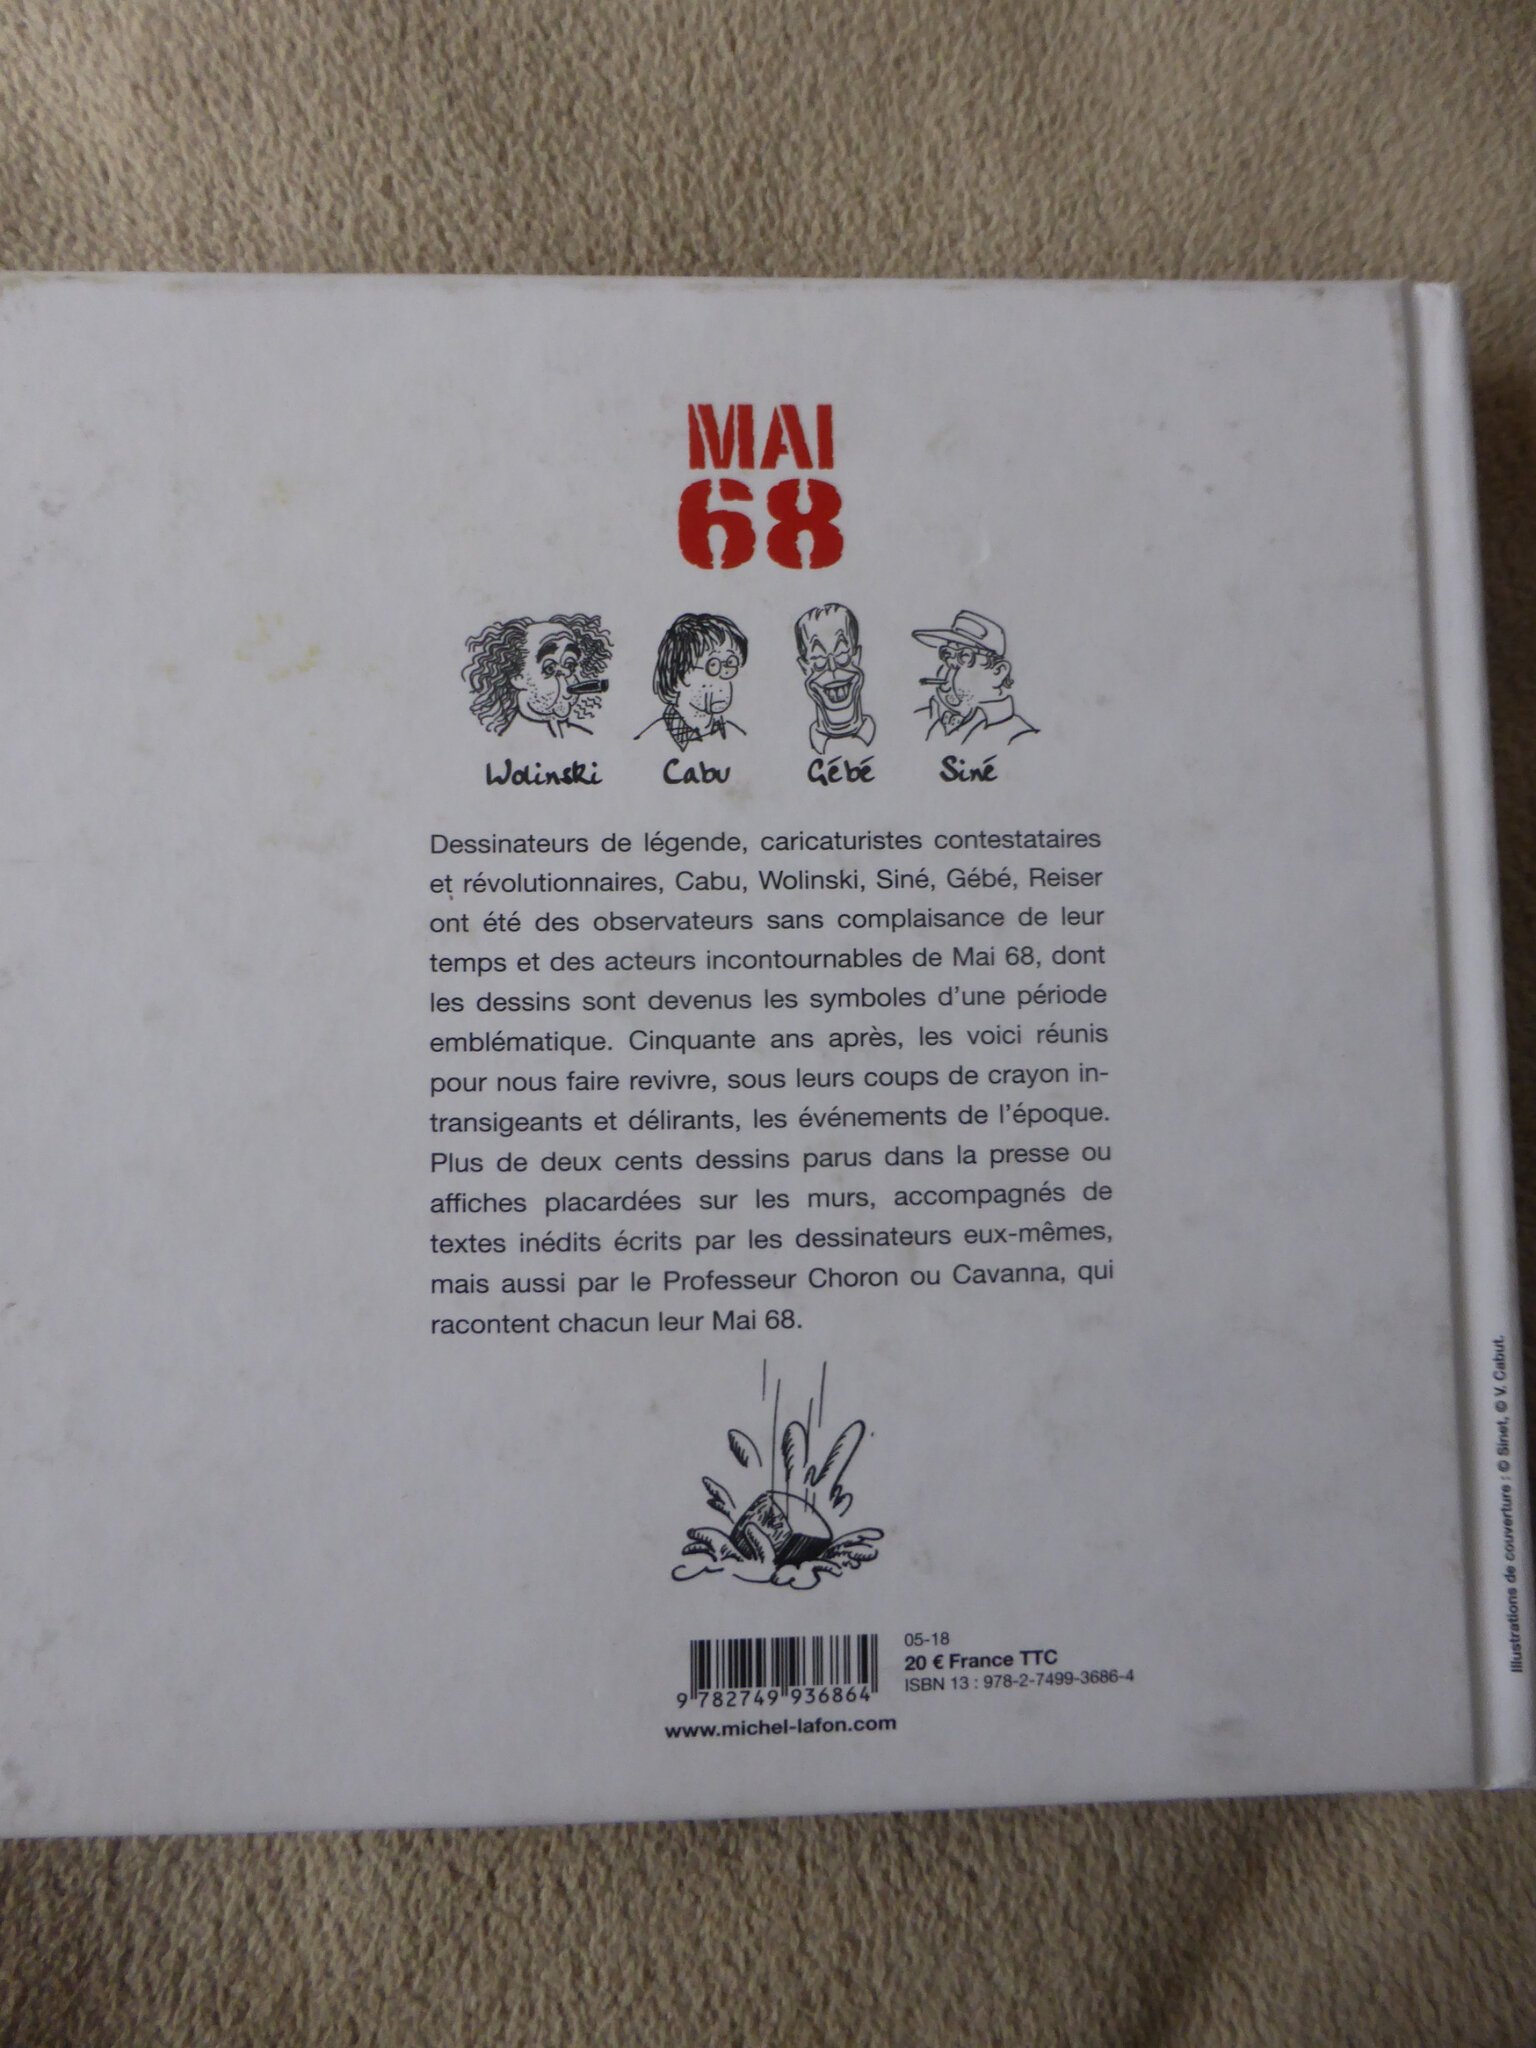 MAI
68
Wolinski Cabu Gébé Siné
Dessinateurs de légende, caricaturistes contestataires
et révolutionnaires, Cabu, Wolinski, Siné, Gébé, Reiser
ont été des observateurs sans complaisance de leur
temps et des acteurs incontournables de Mai 68, dont
les dessins sont devenus les symboles d'une période
emblématique. Cinquante ans après, les voici réunis
pour nous faire revivre, sous leurs coups de crayon in-
transigeants et délirants, les événements de l'époque.
Plus de deux cents dessins parus dans la presse ou
affiches placardées sur les murs, accompagnés de
textes inédits écrits par les dessinateurs eux-mêmes,
mais aussi par le Professeur Choron ou Cavanna, qui
racontent chacun leur Mai 68.
05-18
20 € France TTC
ISBN 13 : 978-2-7499-3686-4
9 782749 936864
www.michel-lafon.com
Illustrations de couverture : © Sinet, © V. Cabut.